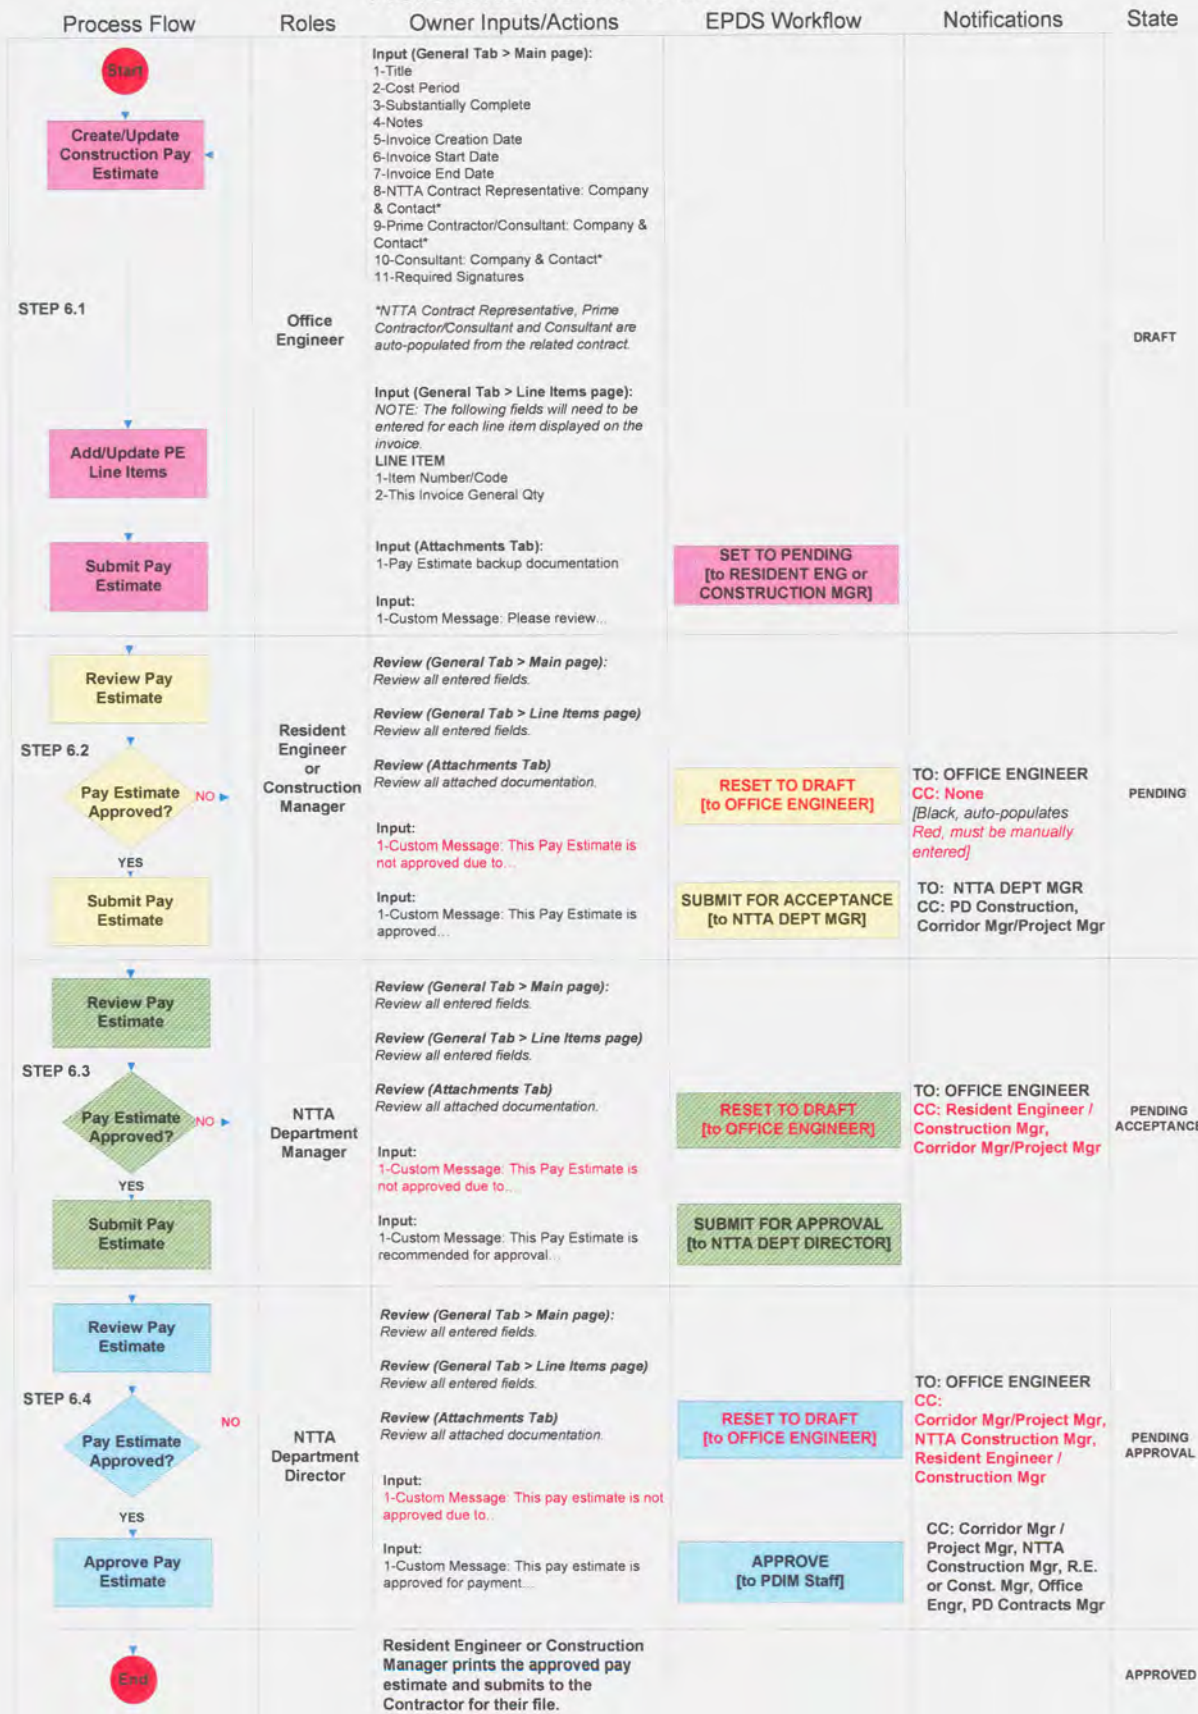 Process Flow
Roles
Owner Inputs/Actions
EPDS Workflow
Notifications
State
Start
Create/Update
Construction Pay
Estimate
Input (General Tab > Main page):
1-Title
2-Cost Period
3-Substantially Complete
4-Notes
5-Invoice Creation Date
6-Invoice Start Date
7-Invoice End Date
8-NTTA Contract Representative: Company
& Contact*
9-Prime Contractor/Consultant: Company &
Contact*
10-Consultant: Company & Contact*
11-Required Signatures
STEP 6.1
Office
Engineer
*NTTA Contract Representative, Prime
Contractor/Consultant and Consultant are
auto-populated from the related contract.
DRAFT
Input (General Tab > Line Items page):
NOTE: The following fields will need to be
entered for each line item displayed on the
invoice.
LINE ITEM
1-Item Number/Code
2-This Invoice General Qty
Add/Update PE
Line Items
Submit Pay
Estimate
Input (Attachments Tab):
1-Pay Estimate backup documentation
Input:
1-Custom Message: Please review...
SET TO PENDING
[to RESIDENT ENG or
CONSTRUCTION MGR]
Review Pay
Estimate
STEP 6.2
Pay Estimate
Approved?
NO
YES
Submit Pay
Estimate
Resident
Engineer
or
Construction
Manager
Review (General Tab > Main page):
Review all entered fields.
Review (General Tab > Line Items page)
Review all entered fields.
Review (Attachments Tab)
Review all attached documentation.
Input:
1-Custom Message: This Pay Estimate is
not approved due to...
Input:
1-Custom Message: This Pay Estimate is
approved...
RESET TO DRAFT
[to OFFICE ENGINEER]
SUBMIT FOR ACCEPTANCE
[to NTTA DEPT MGR]
TO: OFFICE ENGINEER
CC: None
[Black, auto-populates
Red, must be manually
entered]
TO: NTTA DEPT MGR
CC: PD Construction,
Corridor Mgr/Project Mgr
PENDING
Review Pay
Estimate
STEP 6.3
Pay Estimate
Approved?
NO
YES
Submit Pay
Estimate
NTTA
Department
Manager
Review (General Tab > Main page):
Review all entered fields.
Review (General Tab > Line Items page)
Review all entered fields.
Review (Attachments Tab)
Review all attached documentation.
Input:
1-Custom Message: This Pay Estimate is
not approved due to...
Input:
1-Custom Message: This Pay Estimate is
recommended for approval...
RESET TO DRAFT
[to OFFICE ENGINEER]
SUBMIT FOR APPROVAL
[to NTTA DEPT DIRECTOR]
TO: OFFICE ENGINEER
CC: Resident Engineer /
Construction Mgr,
Corridor Mgr/Project Mgr
PENDING
ACCEPTANCE
Review Pay
Estimate
STEP 6.4
Pay Estimate
Approved?
NO
YES
Approve Pay
Estimate
NTTA
Department
Director
Review (General Tab > Main page):
Review all entered fields.
Review (General Tab > Line Items page)
Review all entered fields.
Review (Attachments Tab)
Review all attached documentation.
Input:
1-Custom Message: This pay estimate is not
approved due to..
Input:
1-Custom Message: This pay estimate is
approved for payment...
RESET TO DRAFT
[to OFFICE ENGINEER]
APPROVE
[to PDIM Staff]
TO: OFFICE ENGINEER
CC:
Corridor Mgr/Project Mgr,
NTTA Construction Mgr,
Resident Engineer /
Construction Mgr
CC: Corridor Mgr /
Project Mgr, NTTA
Construction Mgr, R.E.
or Const. Mgr, Office
Engr, PD Contracts Mgr
PENDING
APPROVAL
End
Resident Engineer or Construction
Manager prints the approved pay
estimate and submits to the
Contractor for their file.
APPROVED